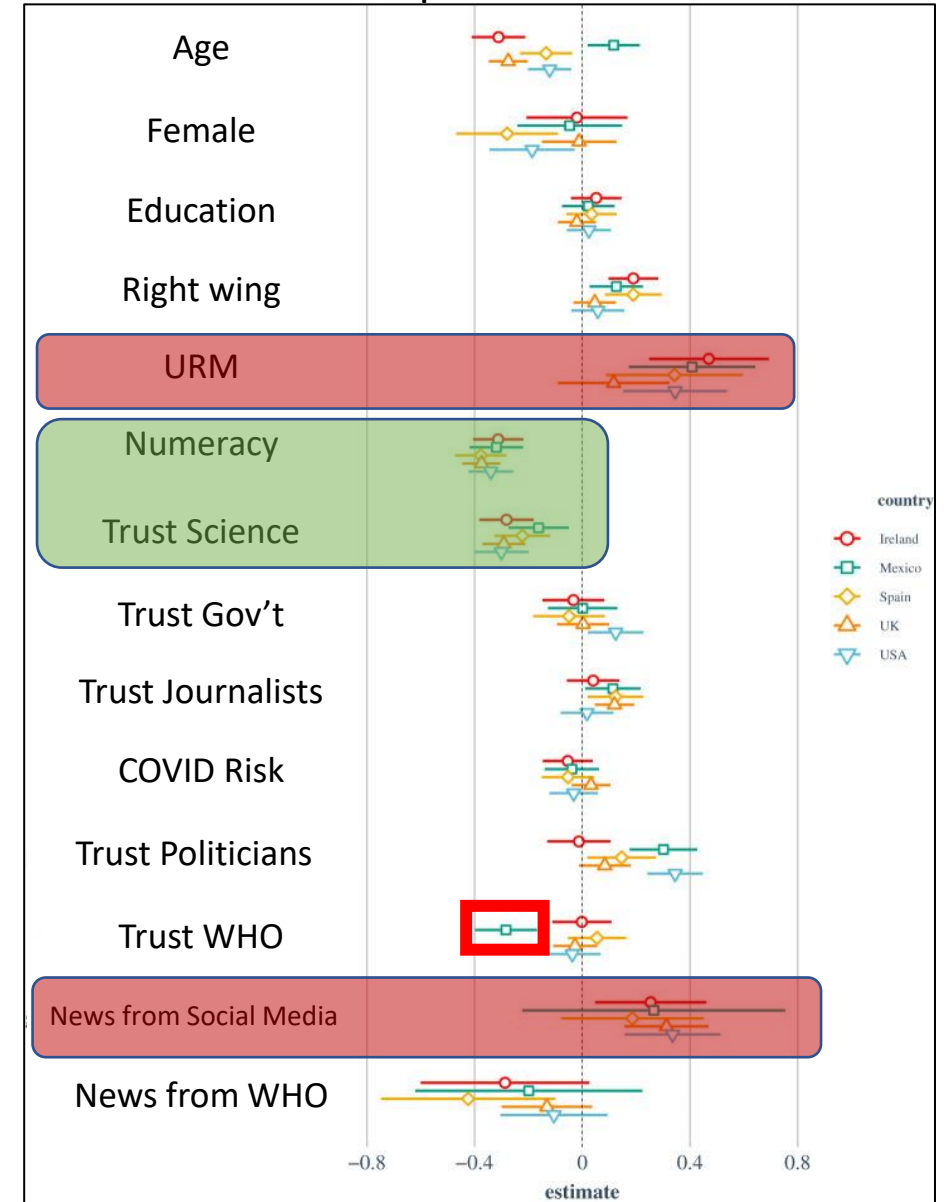 Age
Female
Education
Right wing
URM
Numeracy
Trust Science
Trust Gov’t
Trust Journalists
COVID Risk
Trust Politicians
Trust WHO
News from Social Media
News from WHO
country
Ireland
Mexico
Spain
UK
USA
−0.8 −0.4 0 0.4 0.8
estimate